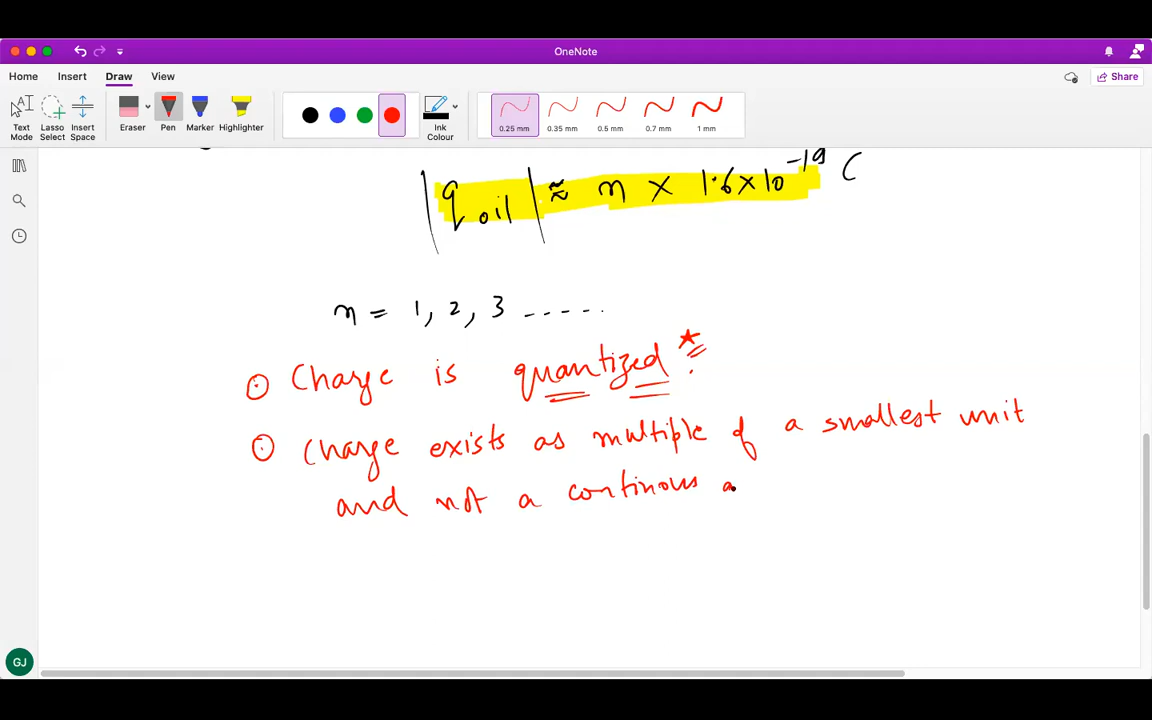 OneNote
Home Insert Draw View Share
Text Mode Lasso Select Insert Space Eraser Pen Marker Highlighter Ink Colour 0.25 mm 0.35 mm 0.5 mm 0.7 mm 1 mm
|q oil| ≈ n × 1.6×10⁻¹⁹ C
n = 1, 2, 3 - - - - -
⊙ Charge is quantized*
⊙ Charge exists as multiple of a smallest unit
and not a continous a
GJ